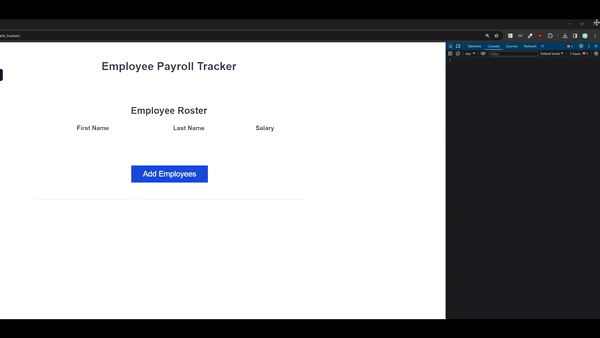 ent_tracker/
Elements Console Sources Network
top Filter Default levels 1 Issue: 1
Employee Payroll Tracker
Employee Roster
First Name Last Name Salary
Add Employees